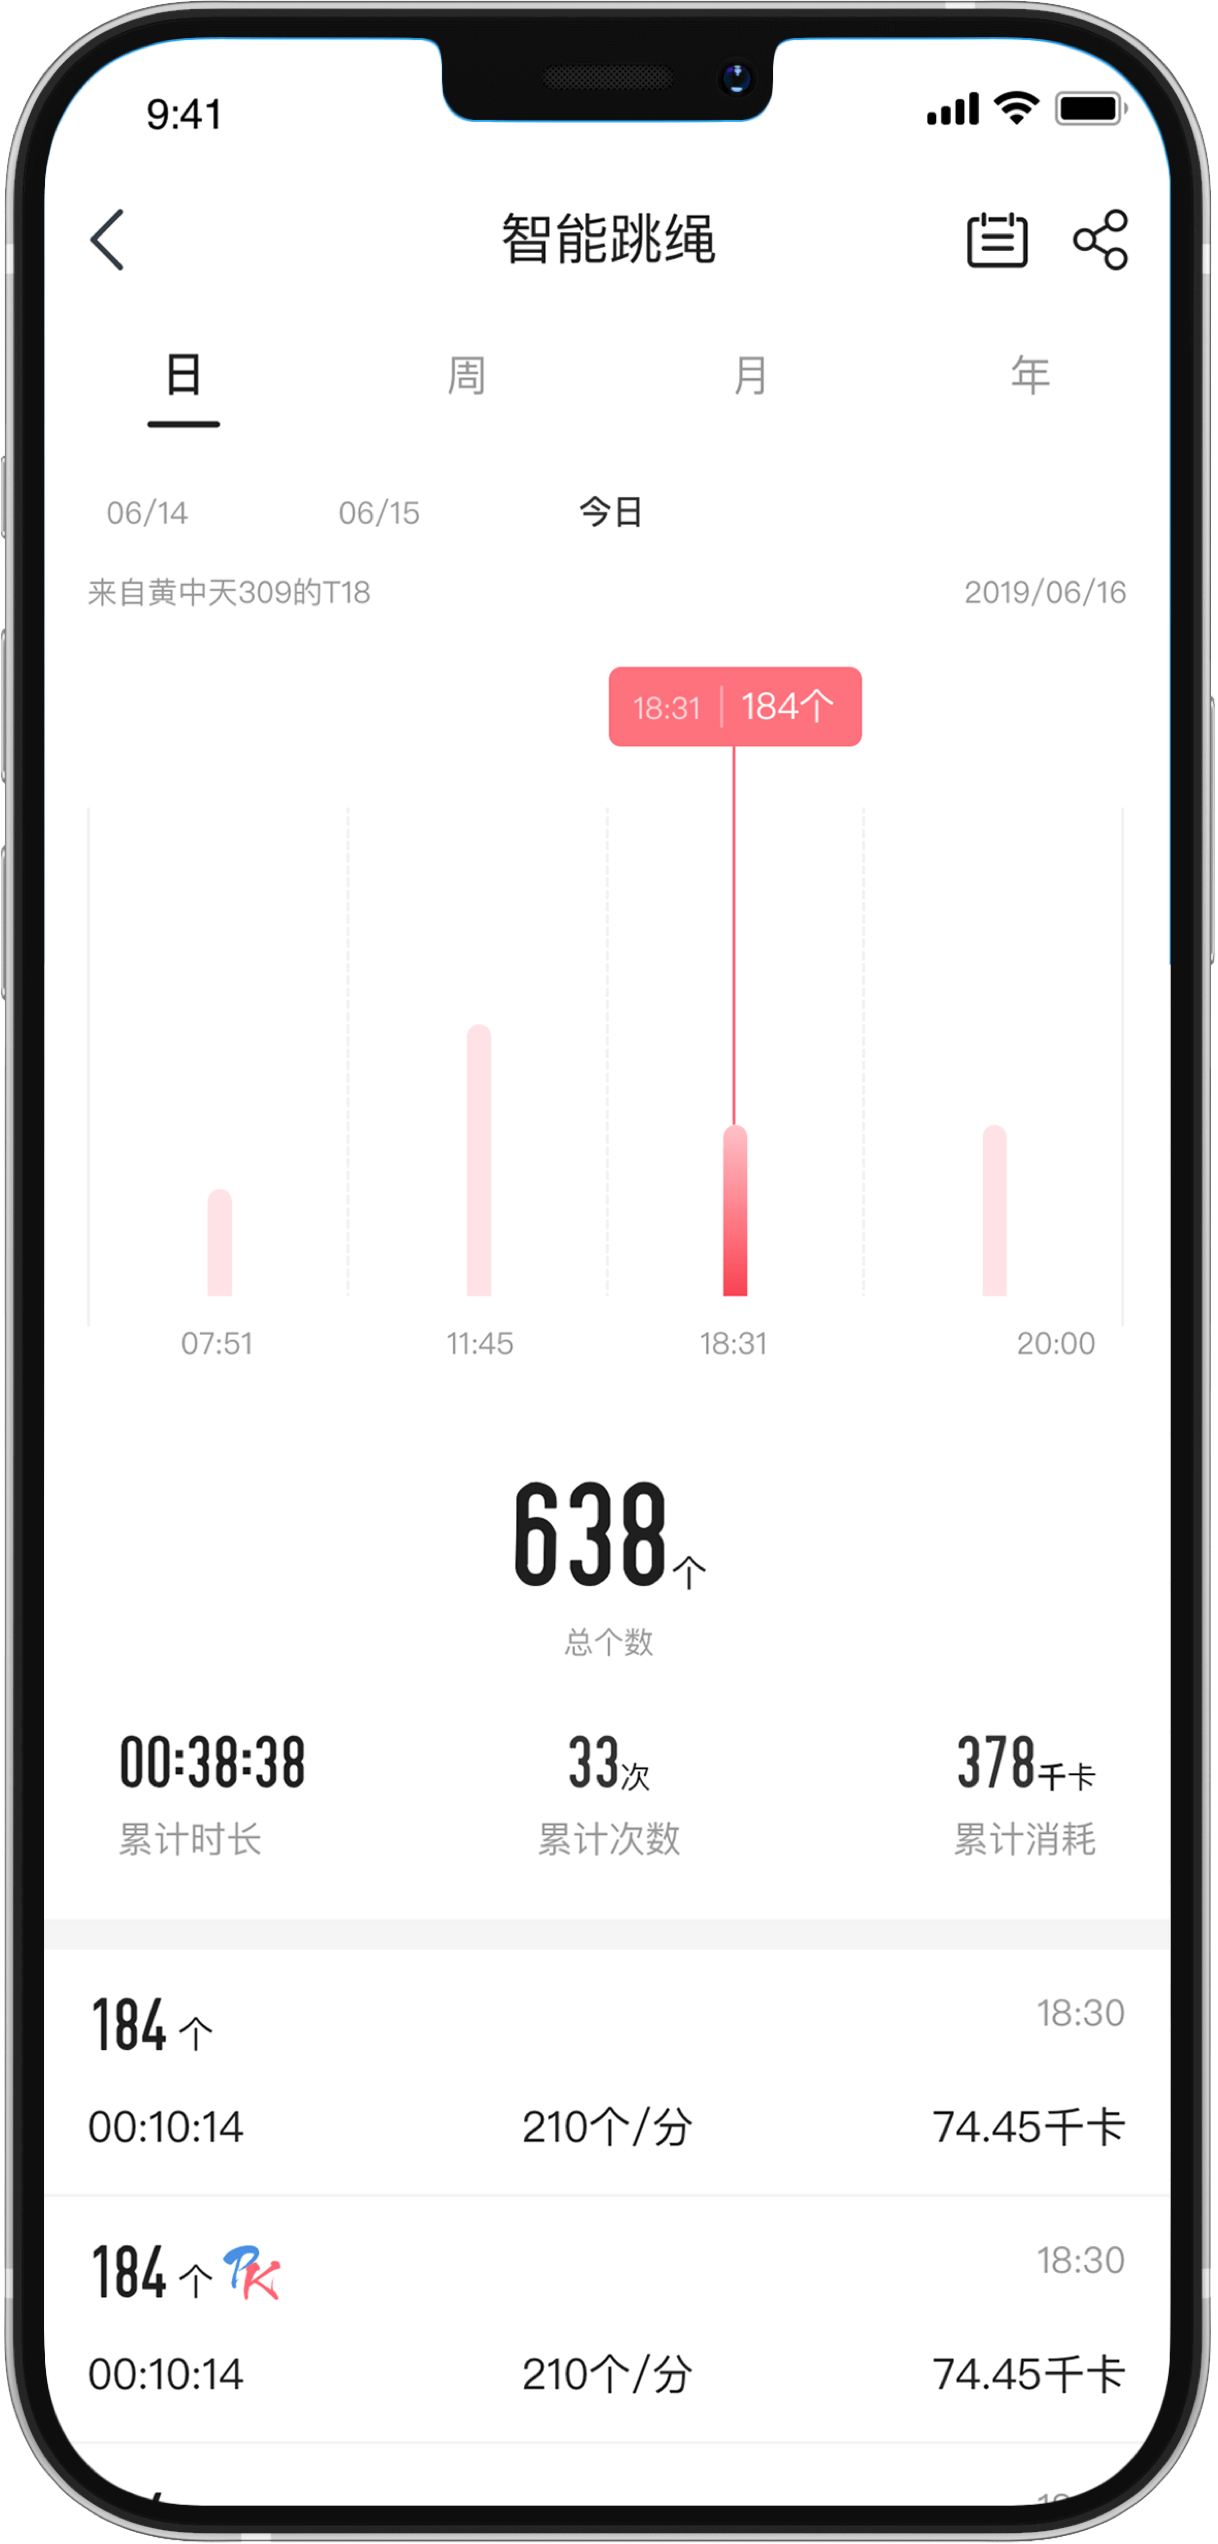 9:41
智能跳绳
日 周 月 年
06/14 06/15 今日
来自黄中天309的T18 2019/06/16
18:31 184个
07:51 11:45 18:31 20:00
638个
总个数
00:38:38 33次 378千卡
累计时长 累计次数 累计消耗
184个 18:30
00:10:14 210个/分 74.45千卡
184个 PK 18:30
00:10:14 210个/分 74.45千卡